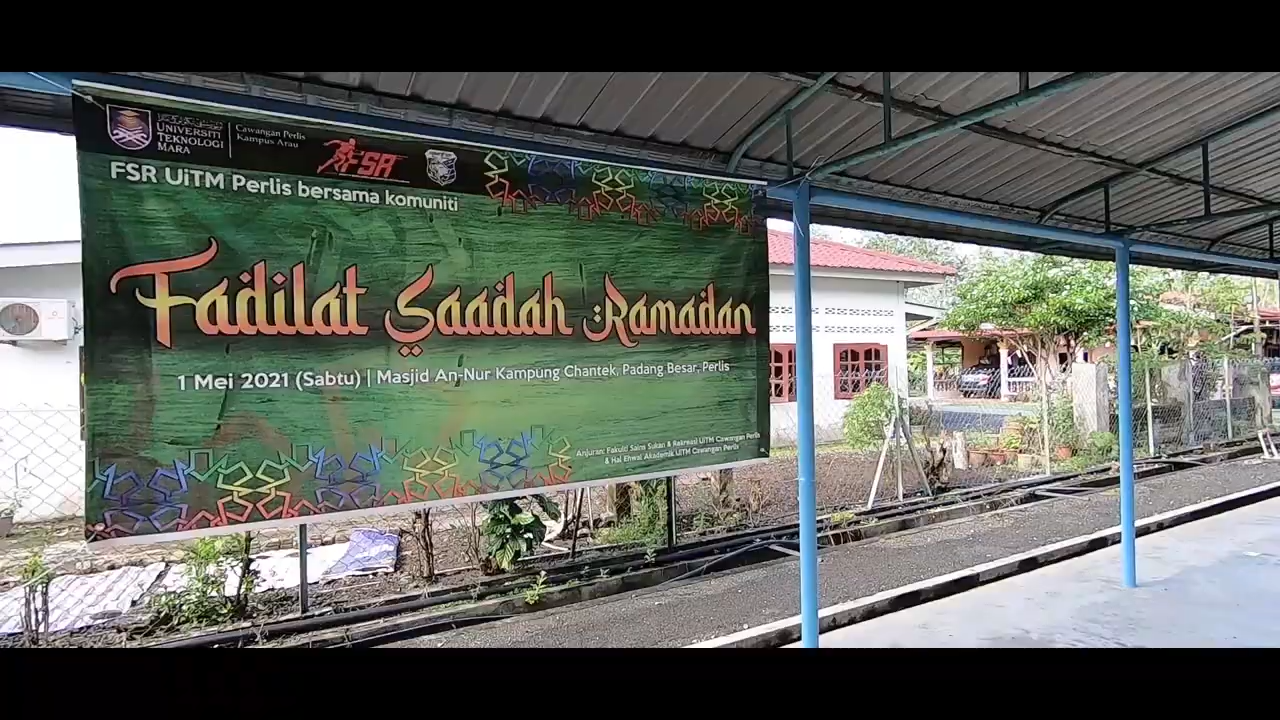 UNIVERSITI
TEKNOLOGI
MARA
Cawangan Perlis
Kampus Arau
FSR
FSR UiTM Perlis bersama komuniti
Fadilat Saadah Ramadan
1 Mei 2021 (Sabtu) | Masjid An-Nur Kampung Chantek, Padang Besar, Perlis
Anjuran: Fakulti Sains Sukan & Rekreasi UiTM Cawangan Perlis
& Hal Ehwal Akademik UiTM Cawangan Perlis